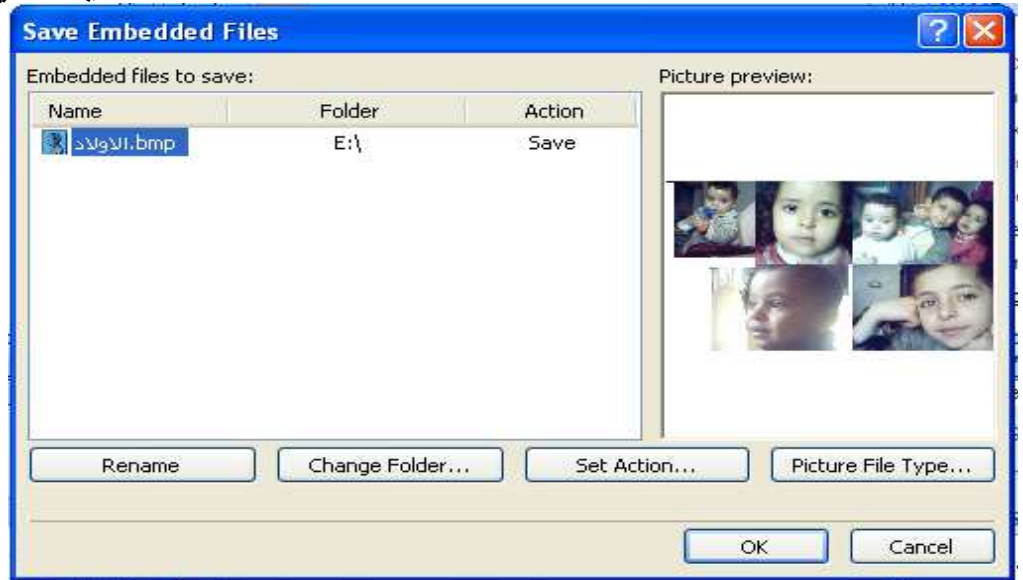 Save Embedded Files
Embedded files to save:
Picture preview:
Name Folder Action
الاولاد.bmp E:\ Save
Rename Change Folder... Set Action... Picture File Type...
OK Cancel